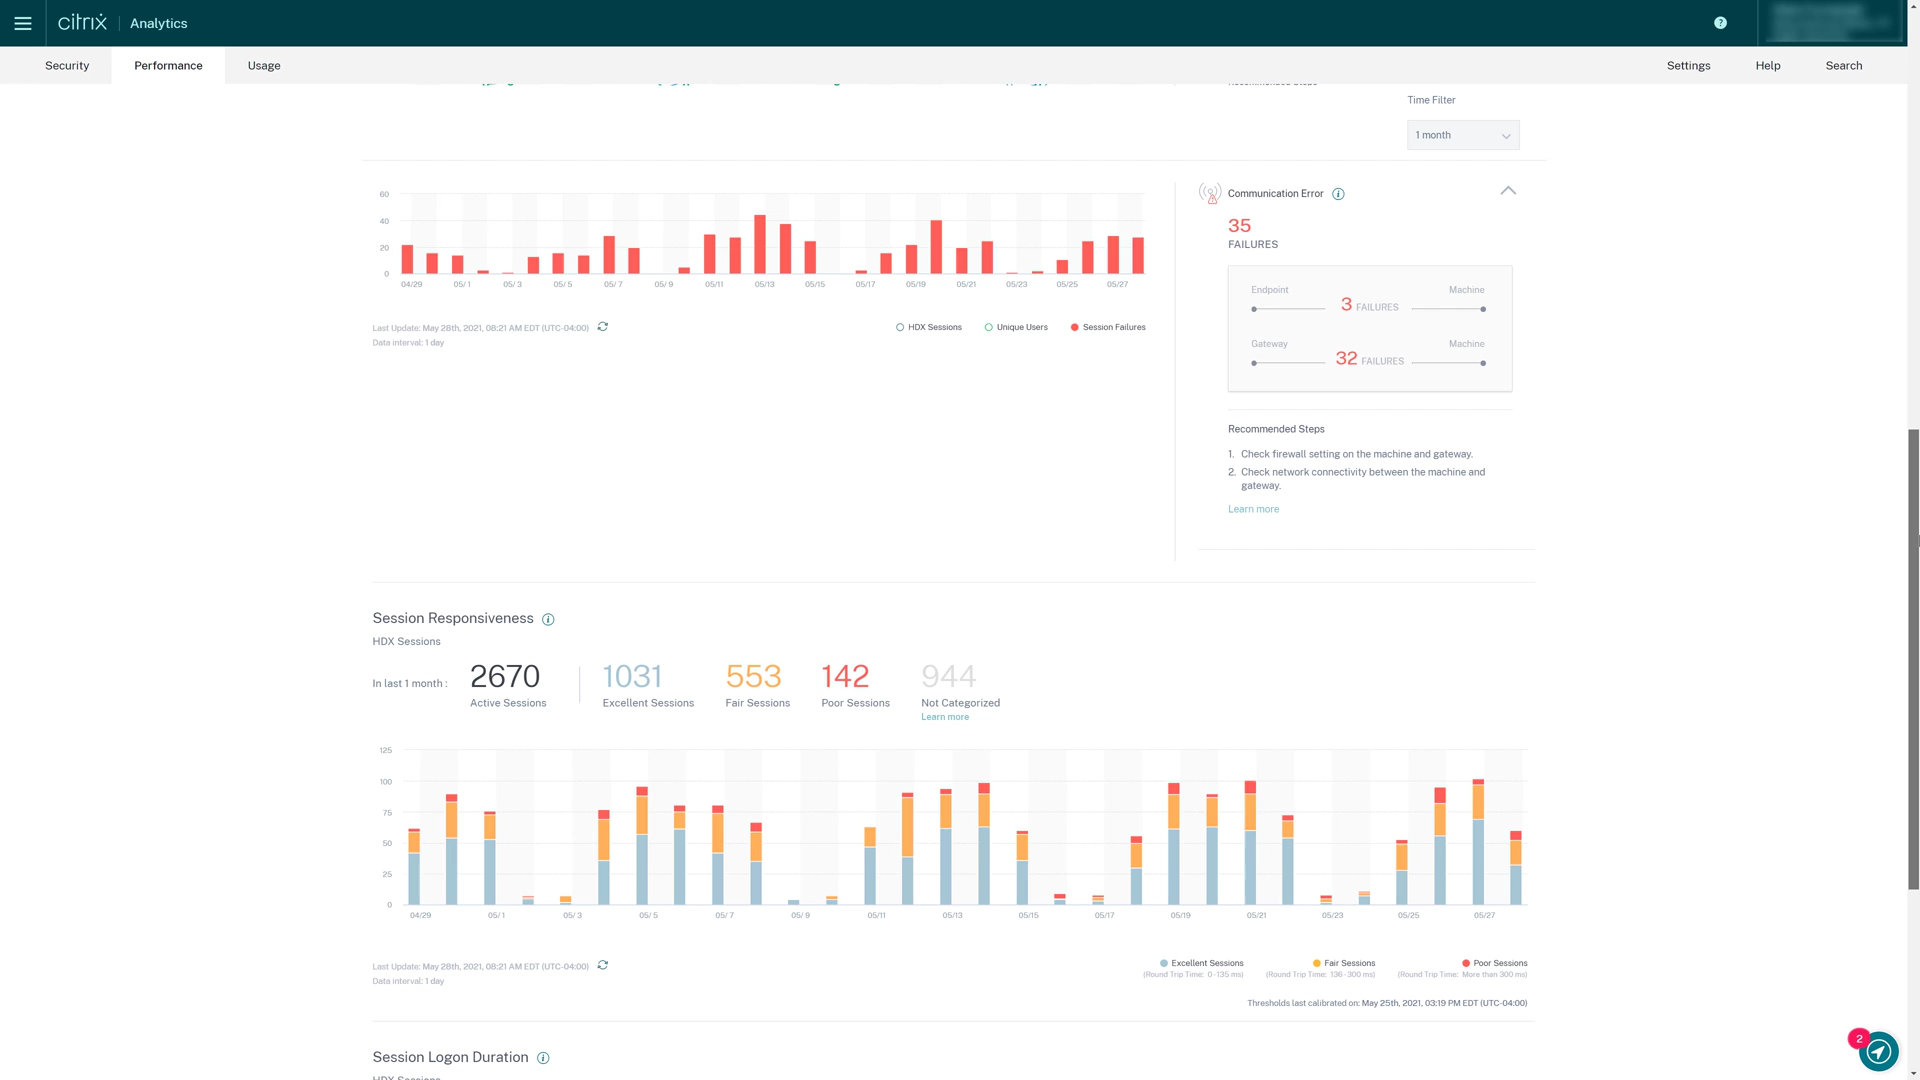 citrix Analytics ?
Security Performance Usage Settings Help Search
Recommended Steps
Time Filter
1 month
60
40
20
0
04/29 05/ 1 05/ 3 05/ 5 05/ 7 05/ 9 05/11 05/13 05/15 05/17 05/19 05/21 05/23 05/25 05/27
Last Update: May 28th, 2021, 08:21 AM EDT (UTC-04:00)
Data interval: 1 day
HDX Sessions Unique Users Session Failures
Communication Error i
35
FAILURES
Endpoint Machine
3 FAILURES
Gateway Machine
32 FAILURES
Recommended Steps
1. Check firewall setting on the machine and gateway.
2. Check network connectivity between the machine and
gateway.
Learn more
Session Responsiveness i
HDX Sessions
In last 1 month : 2670 1031 553 142 944
Active Sessions Excellent Sessions Fair Sessions Poor Sessions Not Categorized
Learn more
125
100
75
50
25
0
04/29 05/ 1 05/ 3 05/ 5 05/ 7 05/ 9 05/11 05/13 05/15 05/17 05/19 05/21 05/23 05/25 05/27
Last Update: May 28th, 2021, 08:21 AM EDT (UTC-04:00)
Data interval: 1 day
Excellent Sessions Fair Sessions Poor Sessions
(Round Trip Time: 0-135 ms) (Round Trip Time: 136-300 ms) (Round Trip Time: More than 300 ms)
Thresholds last calibrated on: May 25th, 2021, 03:19 PM EDT (UTC-04:00)
2
Session Logon Duration i
HDX Sessions